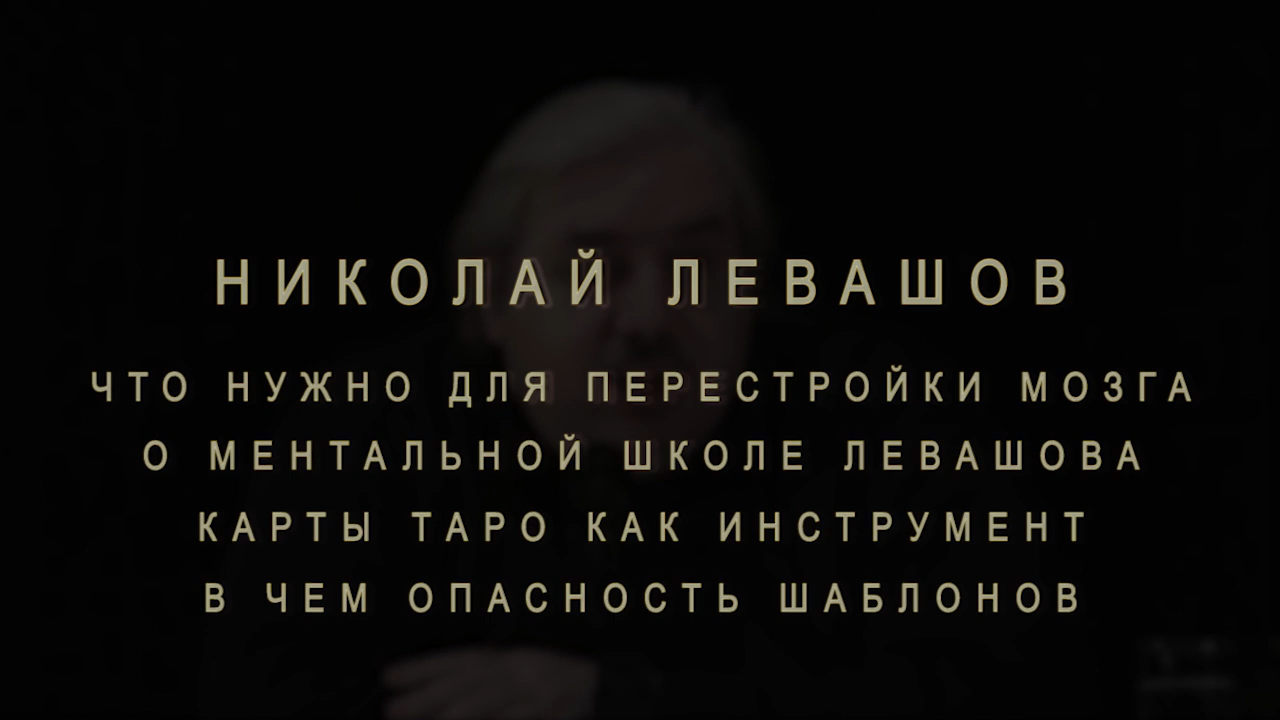 НИКОЛАЙ ЛЕВАШОВ
ЧТО НУЖНО ДЛЯ ПЕРЕСТРОЙКИ МОЗГА
О МЕНТАЛЬНОЙ ШКОЛЕ ЛЕВАШОВА
КАРТЫ ТАРО КАК ИНСТРУМЕНТ
В ЧЕМ ОПАСНОСТЬ ШАБЛОНОВ